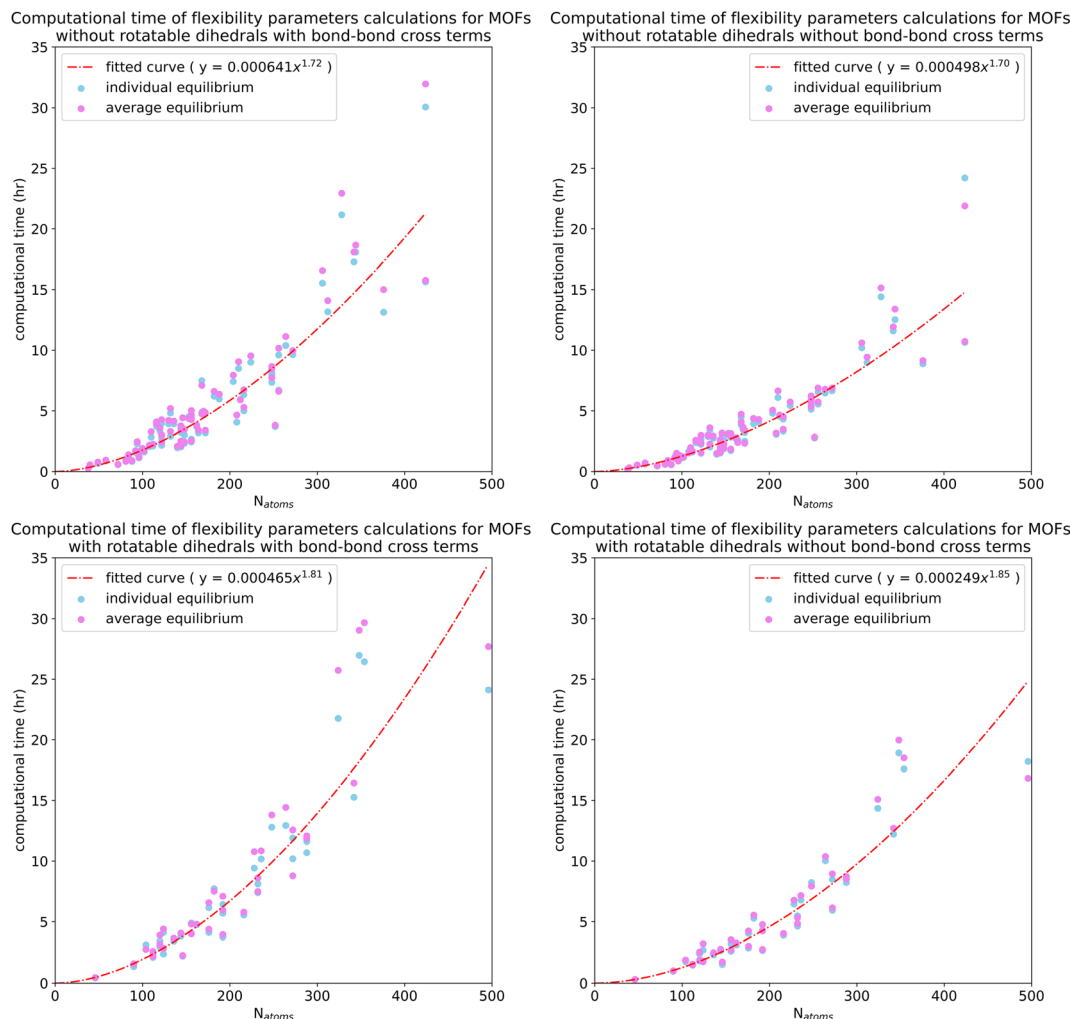 Computational time of flexibility parameters calculations for MOFs
without rotatable dihedrals with bond-bond cross terms
35
30
25
20
15
10
5
0
computational time (hr)
fitted curve ( y = 0.000641x^1.72 )
individual equilibrium
average equilibrium
0 100 200 300 400 500
N_atoms
Computational time of flexibility parameters calculations for MOFs
without rotatable dihedrals without bond-bond cross terms
35
30
25
20
15
10
5
0
computational time (hr)
fitted curve ( y = 0.000498x^1.70 )
individual equilibrium
average equilibrium
0 100 200 300 400 500
N_atoms
Computational time of flexibility parameters calculations for MOFs
with rotatable dihedrals with bond-bond cross terms
35
30
25
20
15
10
5
0
computational time (hr)
fitted curve ( y = 0.000465x^1.81 )
individual equilibrium
average equilibrium
0 100 200 300 400 500
N_atoms
Computational time of flexibility parameters calculations for MOFs
with rotatable dihedrals without bond-bond cross terms
35
30
25
20
15
10
5
0
computational time (hr)
fitted curve ( y = 0.000249x^1.85 )
individual equilibrium
average equilibrium
0 100 200 300 400 500
N_atoms